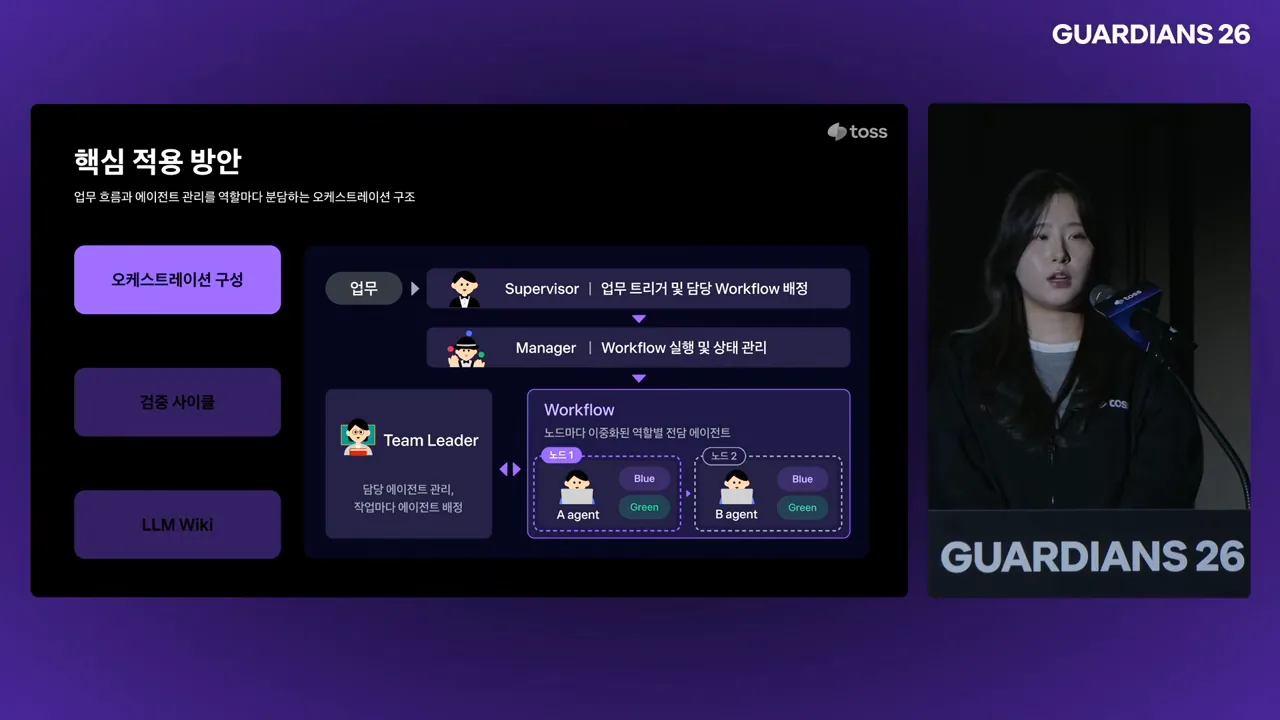 GUARDIANS 26
toss
핵심 적용 방안
업무 흐름과 에이전트 관리를 역할마다 분담하는 오케스트레이션 구조
오케스트레이션 구성
검증 사이클
LLM Wiki
업무
Supervisor | 업무 트리거 및 담당 Workflow 배정
Manager | Workflow 실행 및 상태 관리
Team Leader
담당 에이전트 관리,
작업마다 에이전트 배정
Workflow
노드마다 이중화된 역할별 전담 에이전트
노드 1
A agent
Blue
Green
노드 2
B agent
Blue
Green
toss
toss
GUARDIANS 26